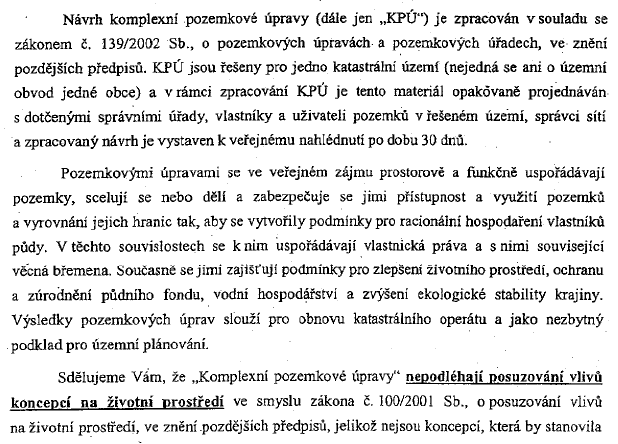 Návrh komplexní pozemkové úpravy (dále jen „KPÚ") je zpracován v souladu se
zákonem č. 139/2002 Sb., o pozemkových úpravách a pozemkových úřadech, ve znění
pozdějších předpisů. KPÚ jsou řešeny pro jedno katastrální území (nejedná se ani o územní
obvod jedné obce) a v rámci zpracování KPÚ je tento materiál opakovaně projednáván
s dotčenými správními úřady, vlastníky a uživateli pozemků v řešeném území, správci sítí
a zpracovaný návrh je vystaven k veřejnému nahlédnutí po dobu 30 dnů.
Pozemkovými úpravami se ve veřejném zájmu prostorově a funkčně uspořádávají
pozemky, scelují se nebo dělí a zabezpečuje se jimi přístupnost a využití pozemků
a vyrovnání jejich hranic tak, aby se vytvořily podmínky pro racionální hospodaření vlastníků
půdy. V těchto souvislostech se k nim uspořádávají vlastnická práva a s nimi související
věcná břemena. Současně se jimi zajišťují podmínky pro zlepšení životního prostředí, ochranu
a zúrodnění půdního fondu, vodní hospodářství a zvýšení ekologické stability krajiny.
Výsledky pozemkových úprav slouží pro obnovu katastrálního operátu a jako nezbytný
podklad pro územní plánování.
Sdělujeme Vám, že „Komplexní pozemkové úpravy" nepodléhají posuzování vlivů
koncepcí na životní prostředí ve smyslu zákona č. 100/2001 Sb., o posuzování vlivů
na životní prostředí, ve znění pozdějších předpisů, jelikož nejsou koncepcí, která by stanovila